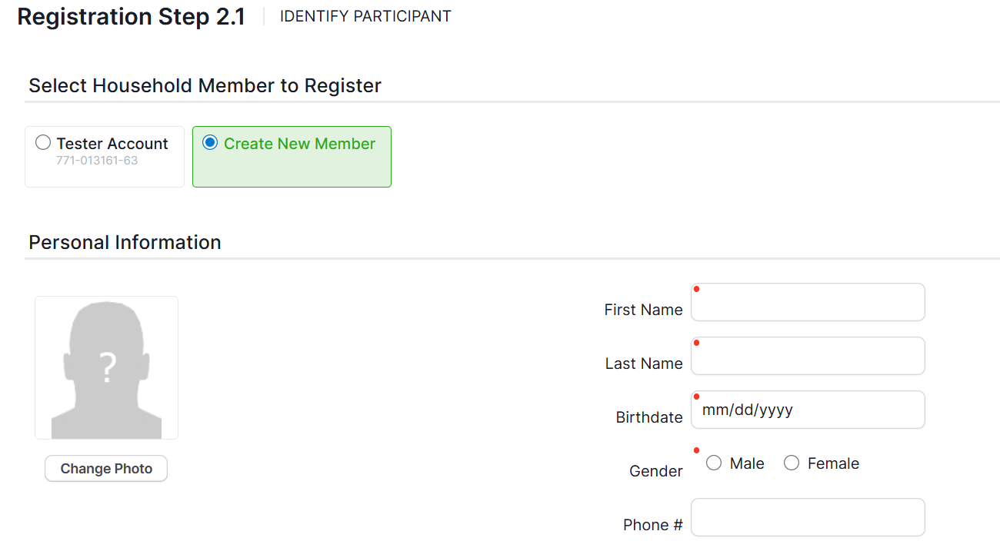 Registration Step 2.1 IDENTIFY PARTICIPANT
Select Household Member to Register
Tester Account Create New Member
771-013161-63
Personal Information
?
First Name
Last Name
Birthdate mm/dd/yyyy
Gender Male Female
Change Photo
Phone #